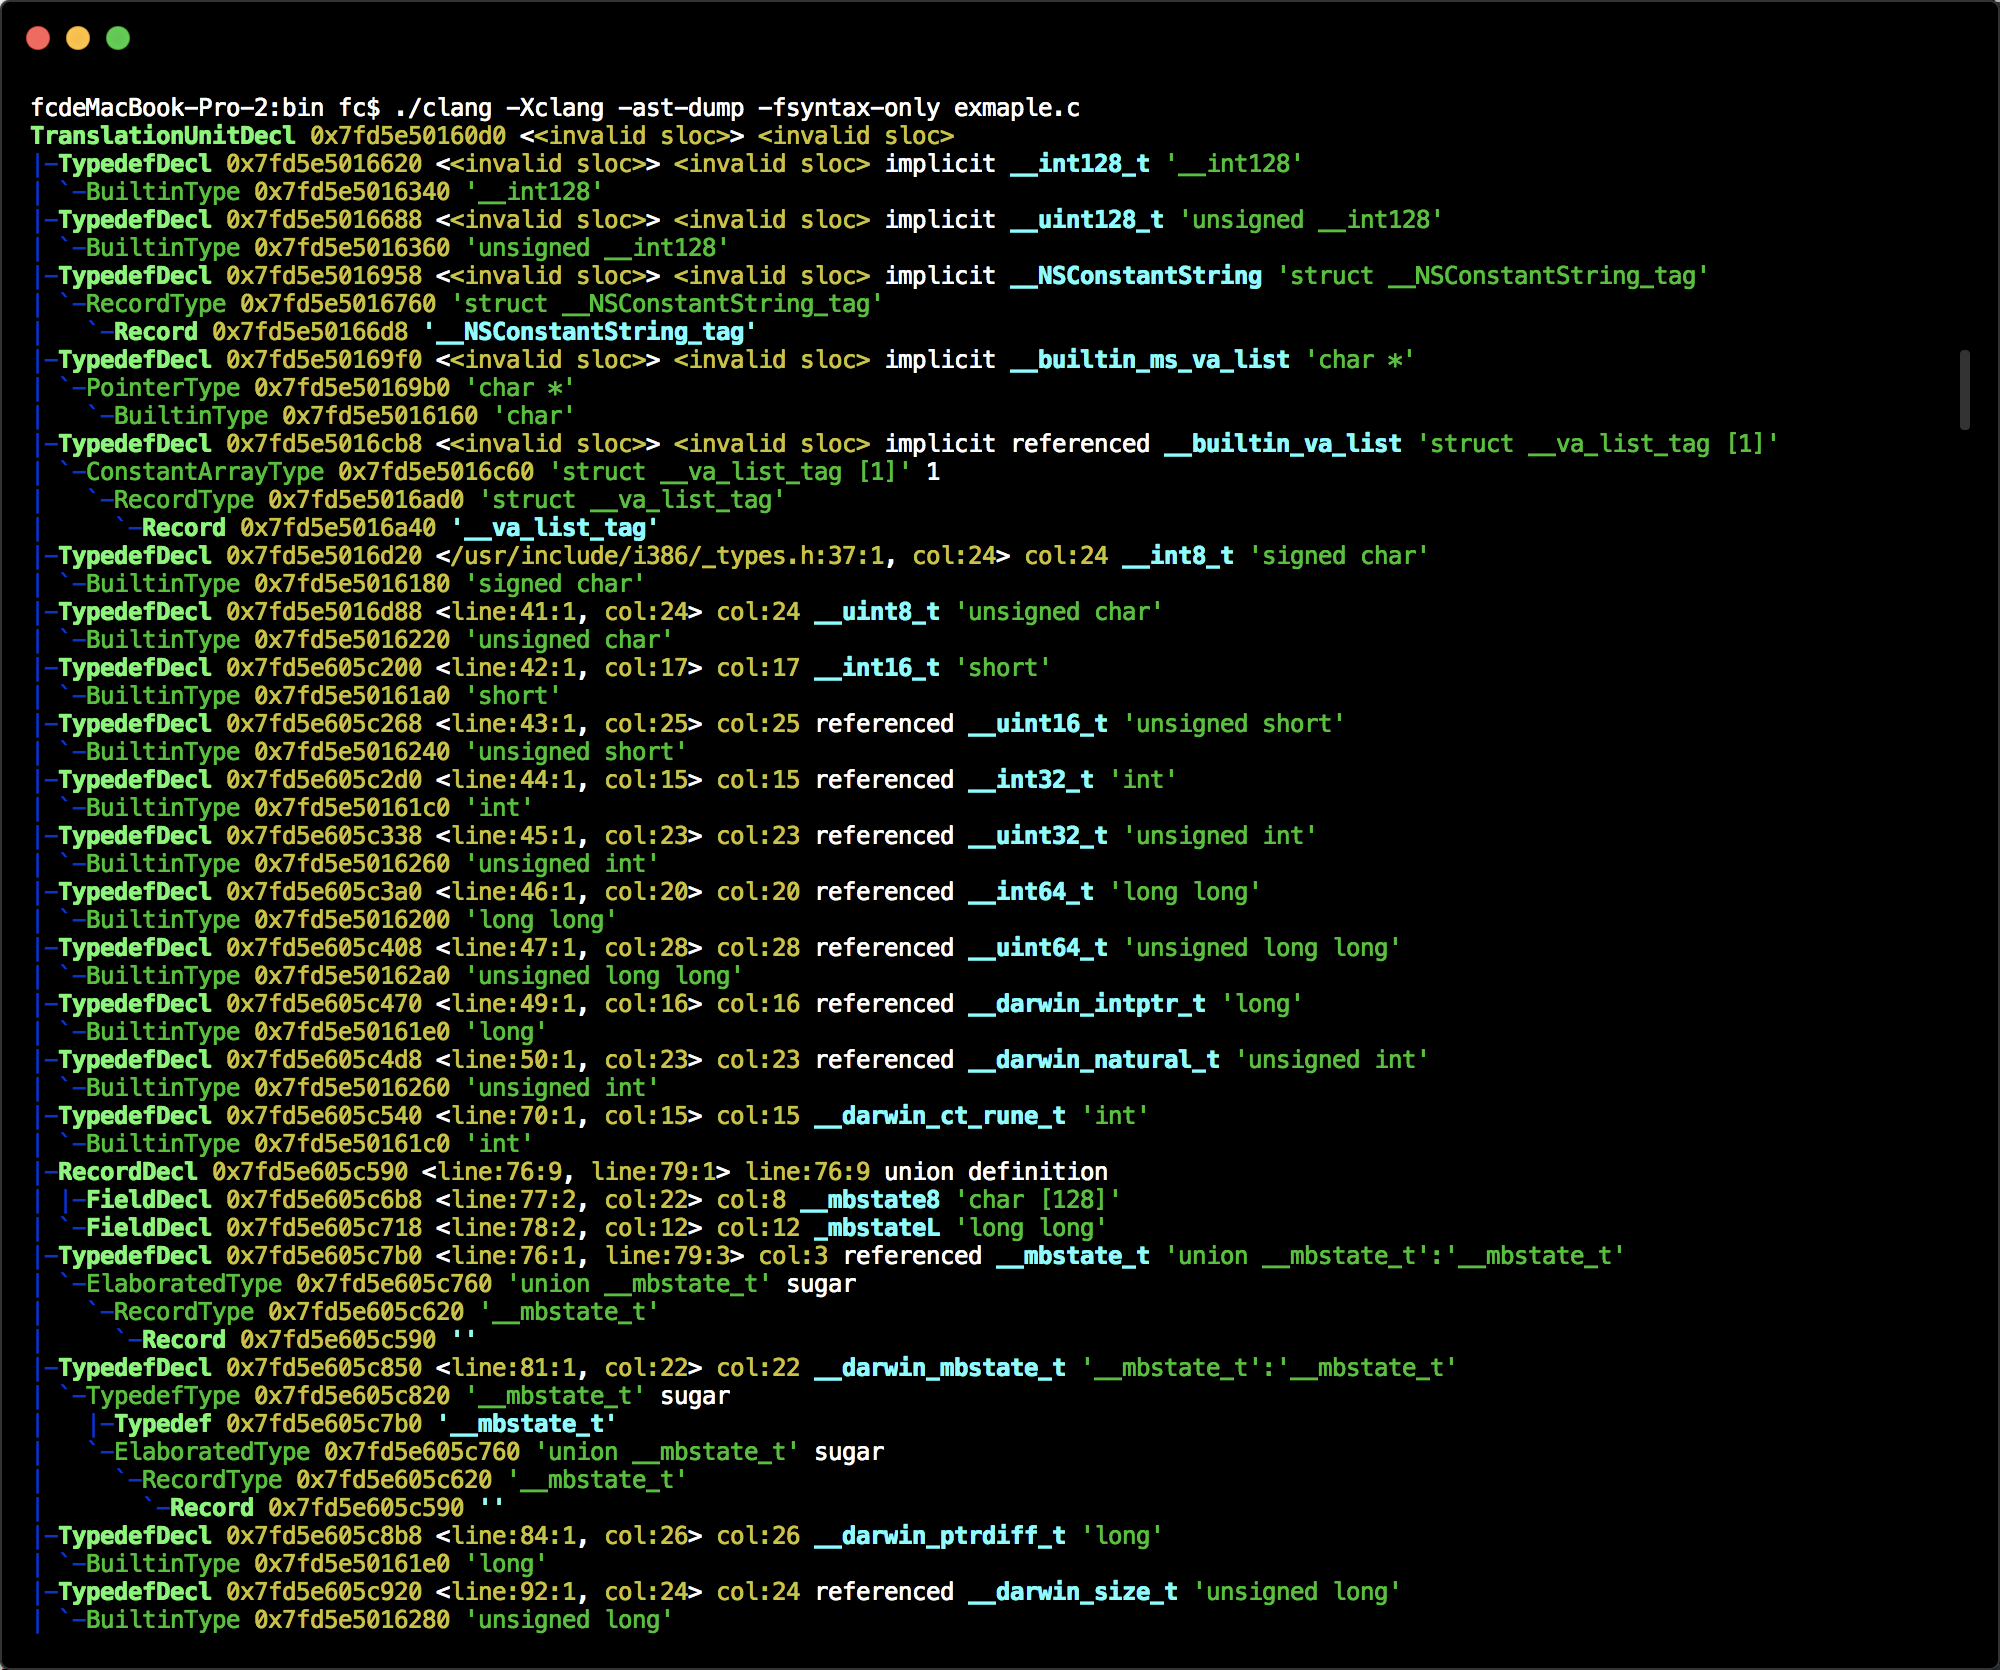 fcdeMacBook-Pro-2:bin fc$ ./clang -Xclang -ast-dump -fsyntax-only exmaple.c
TranslationUnitDecl 0x7fd5e50160d0 <<invalid sloc>> <invalid sloc>
|-TypedefDecl 0x7fd5e5016620 <<invalid sloc>> <invalid sloc> implicit __int128_t '__int128'
| `-BuiltinType 0x7fd5e5016340 '__int128'
|-TypedefDecl 0x7fd5e5016688 <<invalid sloc>> <invalid sloc> implicit __uint128_t 'unsigned __int128'
| `-BuiltinType 0x7fd5e5016360 'unsigned __int128'
|-TypedefDecl 0x7fd5e5016958 <<invalid sloc>> <invalid sloc> implicit __NSConstantString 'struct __NSConstantString_tag'
| `-RecordType 0x7fd5e5016760 'struct __NSConstantString_tag'
|   `-Record 0x7fd5e50166d8 '__NSConstantString_tag'
|-TypedefDecl 0x7fd5e50169f0 <<invalid sloc>> <invalid sloc> implicit __builtin_ms_va_list 'char *'
| `-PointerType 0x7fd5e50169b0 'char *'
|   `-BuiltinType 0x7fd5e5016160 'char'
|-TypedefDecl 0x7fd5e5016cb8 <<invalid sloc>> <invalid sloc> implicit referenced __builtin_va_list 'struct __va_list_tag [1]'
| `-ConstantArrayType 0x7fd5e5016c60 'struct __va_list_tag [1]' 1
|   `-RecordType 0x7fd5e5016ad0 'struct __va_list_tag'
|     `-Record 0x7fd5e5016a40 '__va_list_tag'
|-TypedefDecl 0x7fd5e5016d20 </usr/include/i386/_types.h:37:1, col:24> col:24 __int8_t 'signed char'
| `-BuiltinType 0x7fd5e5016180 'signed char'
|-TypedefDecl 0x7fd5e5016d88 <line:41:1, col:24> col:24 __uint8_t 'unsigned char'
| `-BuiltinType 0x7fd5e5016220 'unsigned char'
|-TypedefDecl 0x7fd5e605c200 <line:42:1, col:17> col:17 __int16_t 'short'
| `-BuiltinType 0x7fd5e50161a0 'short'
|-TypedefDecl 0x7fd5e605c268 <line:43:1, col:25> col:25 referenced __uint16_t 'unsigned short'
| `-BuiltinType 0x7fd5e5016240 'unsigned short'
|-TypedefDecl 0x7fd5e605c2d0 <line:44:1, col:15> col:15 referenced __int32_t 'int'
| `-BuiltinType 0x7fd5e50161c0 'int'
|-TypedefDecl 0x7fd5e605c338 <line:45:1, col:23> col:23 referenced __uint32_t 'unsigned int'
| `-BuiltinType 0x7fd5e5016260 'unsigned int'
|-TypedefDecl 0x7fd5e605c3a0 <line:46:1, col:20> col:20 referenced __int64_t 'long long'
| `-BuiltinType 0x7fd5e5016200 'long long'
|-TypedefDecl 0x7fd5e605c408 <line:47:1, col:28> col:28 referenced __uint64_t 'unsigned long long'
| `-BuiltinType 0x7fd5e50162a0 'unsigned long long'
|-TypedefDecl 0x7fd5e605c470 <line:49:1, col:16> col:16 referenced __darwin_intptr_t 'long'
| `-BuiltinType 0x7fd5e50161e0 'long'
|-TypedefDecl 0x7fd5e605c4d8 <line:50:1, col:23> col:23 referenced __darwin_natural_t 'unsigned int'
| `-BuiltinType 0x7fd5e5016260 'unsigned int'
|-TypedefDecl 0x7fd5e605c540 <line:70:1, col:15> col:15 __darwin_ct_rune_t 'int'
| `-BuiltinType 0x7fd5e50161c0 'int'
|-RecordDecl 0x7fd5e605c590 <line:76:9, line:79:1> line:76:9 union definition
| |-FieldDecl 0x7fd5e605c6b8 <line:77:2, col:22> col:8 __mbstate8 'char [128]'
| `-FieldDecl 0x7fd5e605c718 <line:78:2, col:12> col:12 _mbstateL 'long long'
|-TypedefDecl 0x7fd5e605c7b0 <line:76:1, line:79:3> col:3 referenced __mbstate_t 'union __mbstate_t':'__mbstate_t'
| `-ElaboratedType 0x7fd5e605c760 'union __mbstate_t' sugar
|   `-RecordType 0x7fd5e605c620 '__mbstate_t'
|     `-Record 0x7fd5e605c590 ''
|-TypedefDecl 0x7fd5e605c850 <line:81:1, col:22> col:22 __darwin_mbstate_t '__mbstate_t':'__mbstate_t'
| `-TypedefType 0x7fd5e605c820 '__mbstate_t' sugar
|   |-Typedef 0x7fd5e605c7b0 '__mbstate_t'
|   `-ElaboratedType 0x7fd5e605c760 'union __mbstate_t' sugar
|     `-RecordType 0x7fd5e605c620 '__mbstate_t'
|       `-Record 0x7fd5e605c590 ''
|-TypedefDecl 0x7fd5e605c8b8 <line:84:1, col:26> col:26 __darwin_ptrdiff_t 'long'
| `-BuiltinType 0x7fd5e50161e0 'long'
|-TypedefDecl 0x7fd5e605c920 <line:92:1, col:24> col:24 referenced __darwin_size_t 'unsigned long'
| `-BuiltinType 0x7fd5e5016280 'unsigned long'